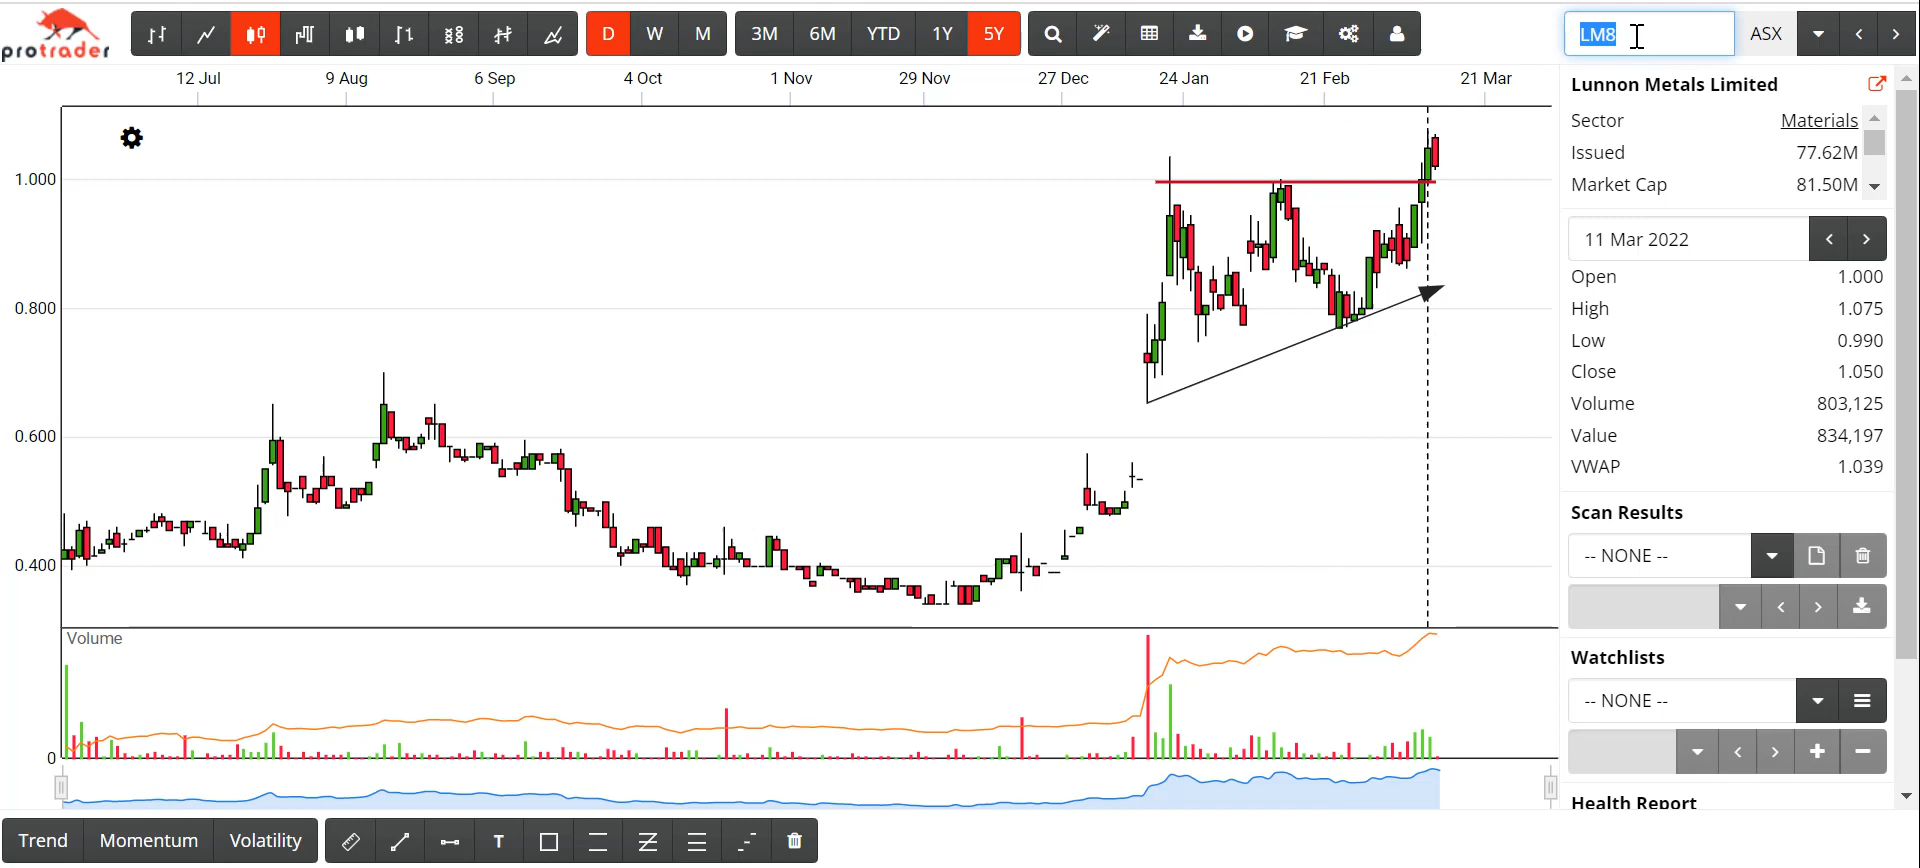 protrader
D W M
3M 6M YTD 1Y 5Y
LM8 ASX
12 Jul 9 Aug 6 Sep 4 Oct 1 Nov 29 Nov 27 Dec 24 Jan 21 Feb 21 Mar
1.000
0.800
0.600
0.400
Volume
0
Lunnon Metals Limited
Sector Materials
Issued 77.62M
Market Cap 81.50M
11 Mar 2022
Open 1.000
High 1.075
Low 0.990
Close 1.050
Volume 803,125
Value 834,197
VWAP 1.039
Scan Results
-- NONE --
Watchlists
-- NONE --
Health Report
Trend Momentum Volatility
T